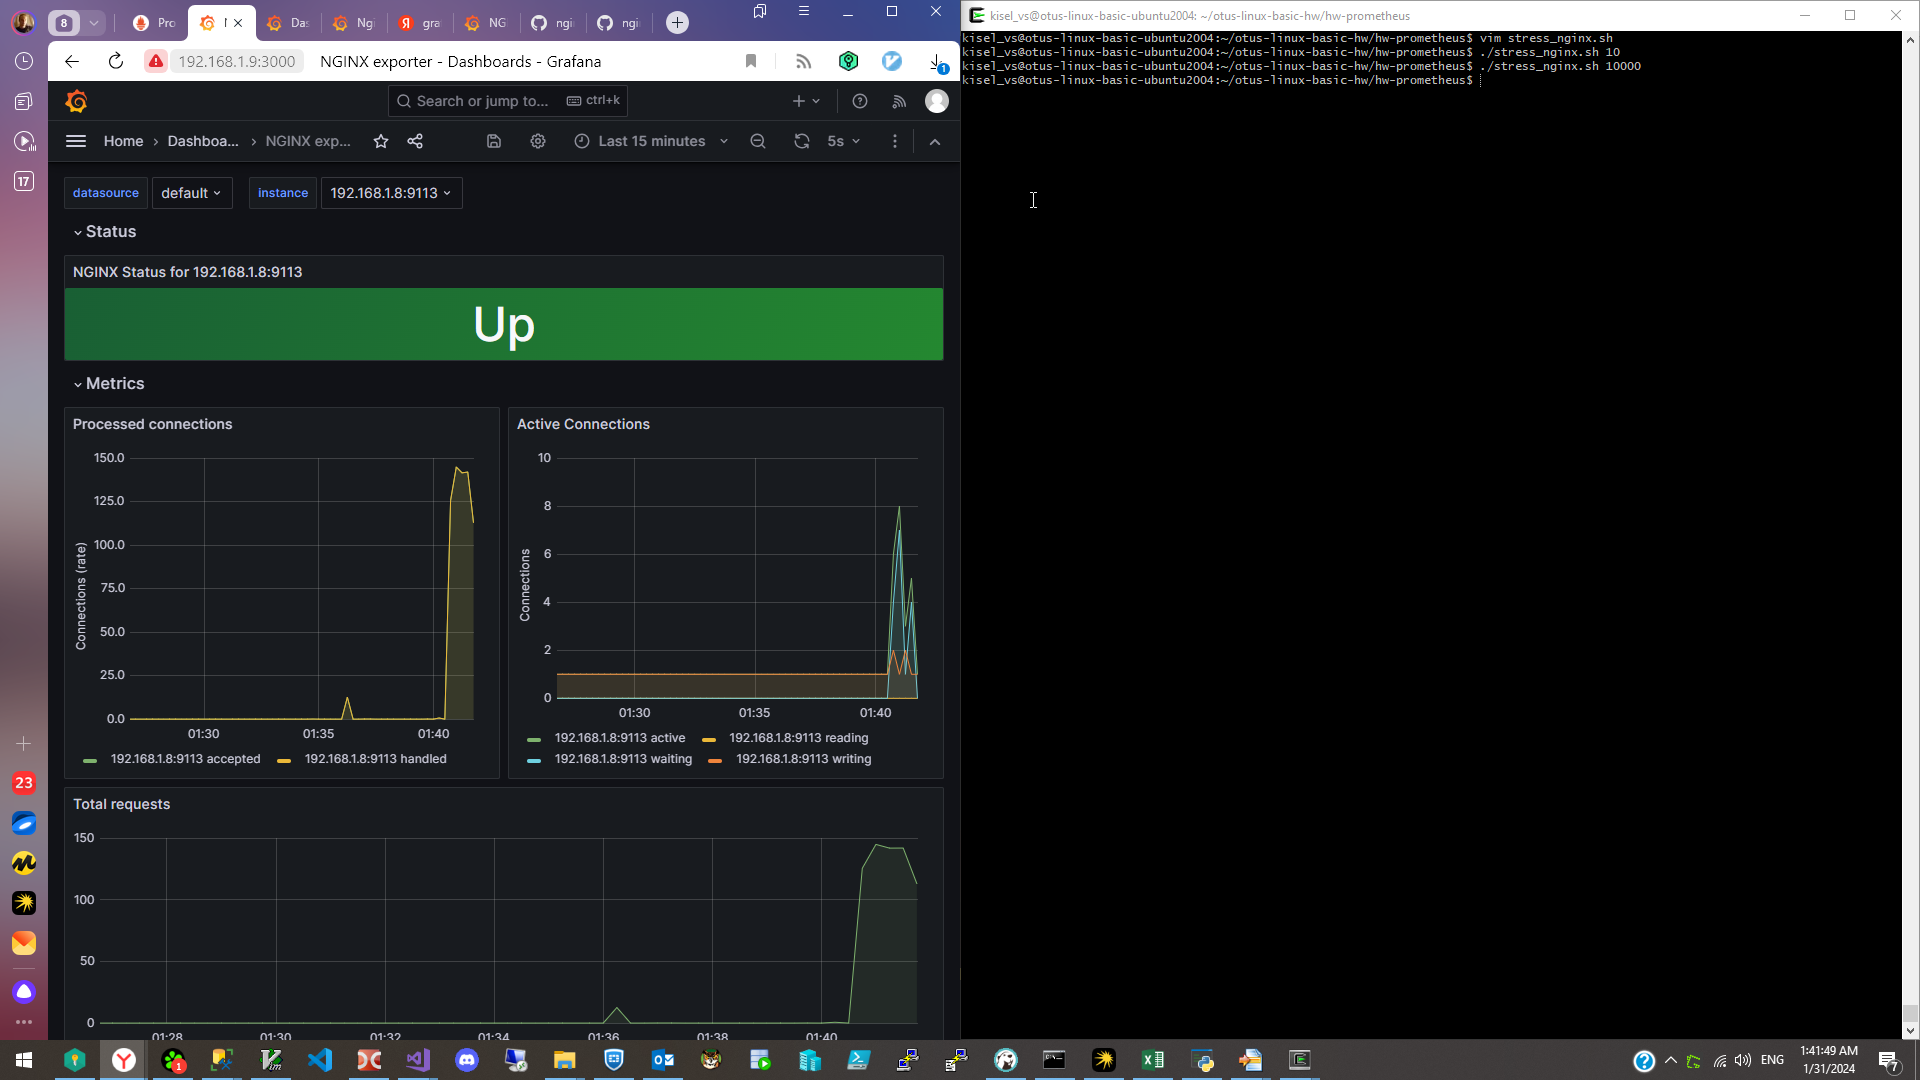 8
Pro
Das
Ng
gra
NG
ngi
ngi
192.168.1.9:3000
NGINX exporter - Dashboards - Grafana
1
Search or jump to...
ctrl+k
Home
Dashboa...
NGINX exp...
Last 15 minutes
5s
17
datasource
default
instance
192.168.1.8:9113
Status
NGINX Status for 192.168.1.8:9113
Up
Metrics
Processed connections
150.0
125.0
100.0
75.0
50.0
25.0
0.0
Connections (rate)
01:30
01:35
01:40
192.168.1.8:9113 accepted
192.168.1.8:9113 handled
Active Connections
10
8
6
4
2
0
Connections
01:30
01:35
01:40
192.168.1.8:9113 active
192.168.1.8:9113 reading
192.168.1.8:9113 waiting
192.168.1.8:9113 writing
Total requests
150
100
50
0
01:28
01:30
01:32
01:34
01:36
01:38
01:40
23
kisel_vs@otus-linux-basic-ubuntu2004: ~/otus-linux-basic-hw/hw-prometheus
kisel_vs@otus-linux-basic-ubuntu2004:~/otus-linux-basic-hw/hw-prometheus$ vim stress_nginx.sh
kisel_vs@otus-linux-basic-ubuntu2004:~/otus-linux-basic-hw/hw-prometheus$ ./stress_nginx.sh 10
kisel_vs@otus-linux-basic-ubuntu2004:~/otus-linux-basic-hw/hw-prometheus$ ./stress_nginx.sh 10000
kisel_vs@otus-linux-basic-ubuntu2004:~/otus-linux-basic-hw/hw-prometheus$
1
ENG
1:41:49 AM
1/31/2024
7